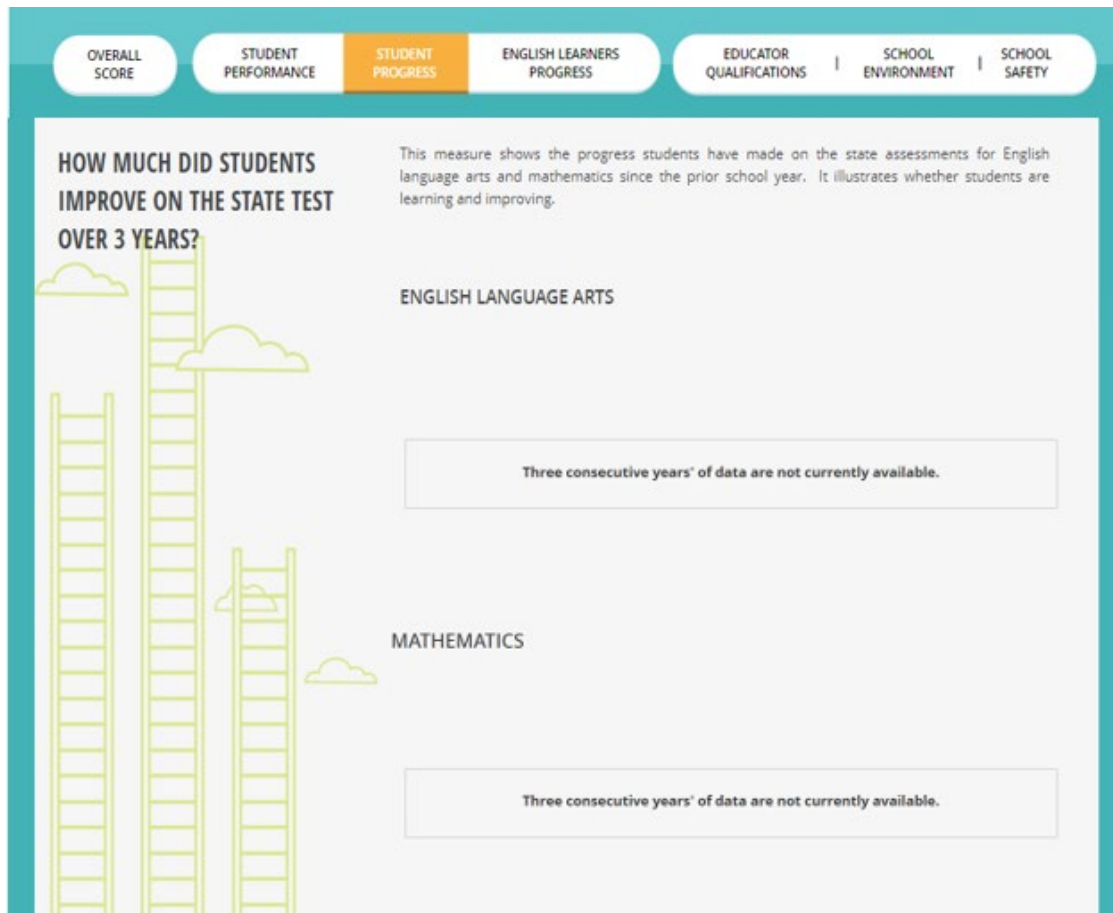 OVERALL
SCORE
STUDENT
PERFORMANCE
STUDENT
PROGRESS
ENGLISH LEARNERS
PROGRESS
EDUCATOR
QUALIFICATIONS
|
SCHOOL
ENVIRONMENT
|
SCHOOL
SAFETY
HOW MUCH DID STUDENTS
IMPROVE ON THE STATE TEST
OVER 3 YEARS?
This measure shows the progress students have made on the state assessments for English
language arts and mathematics since the prior school year. It illustrates whether students are
learning and improving.
ENGLISH LANGUAGE ARTS
Three consecutive years' of data are not currently available.
MATHEMATICS
Three consecutive years' of data are not currently available.